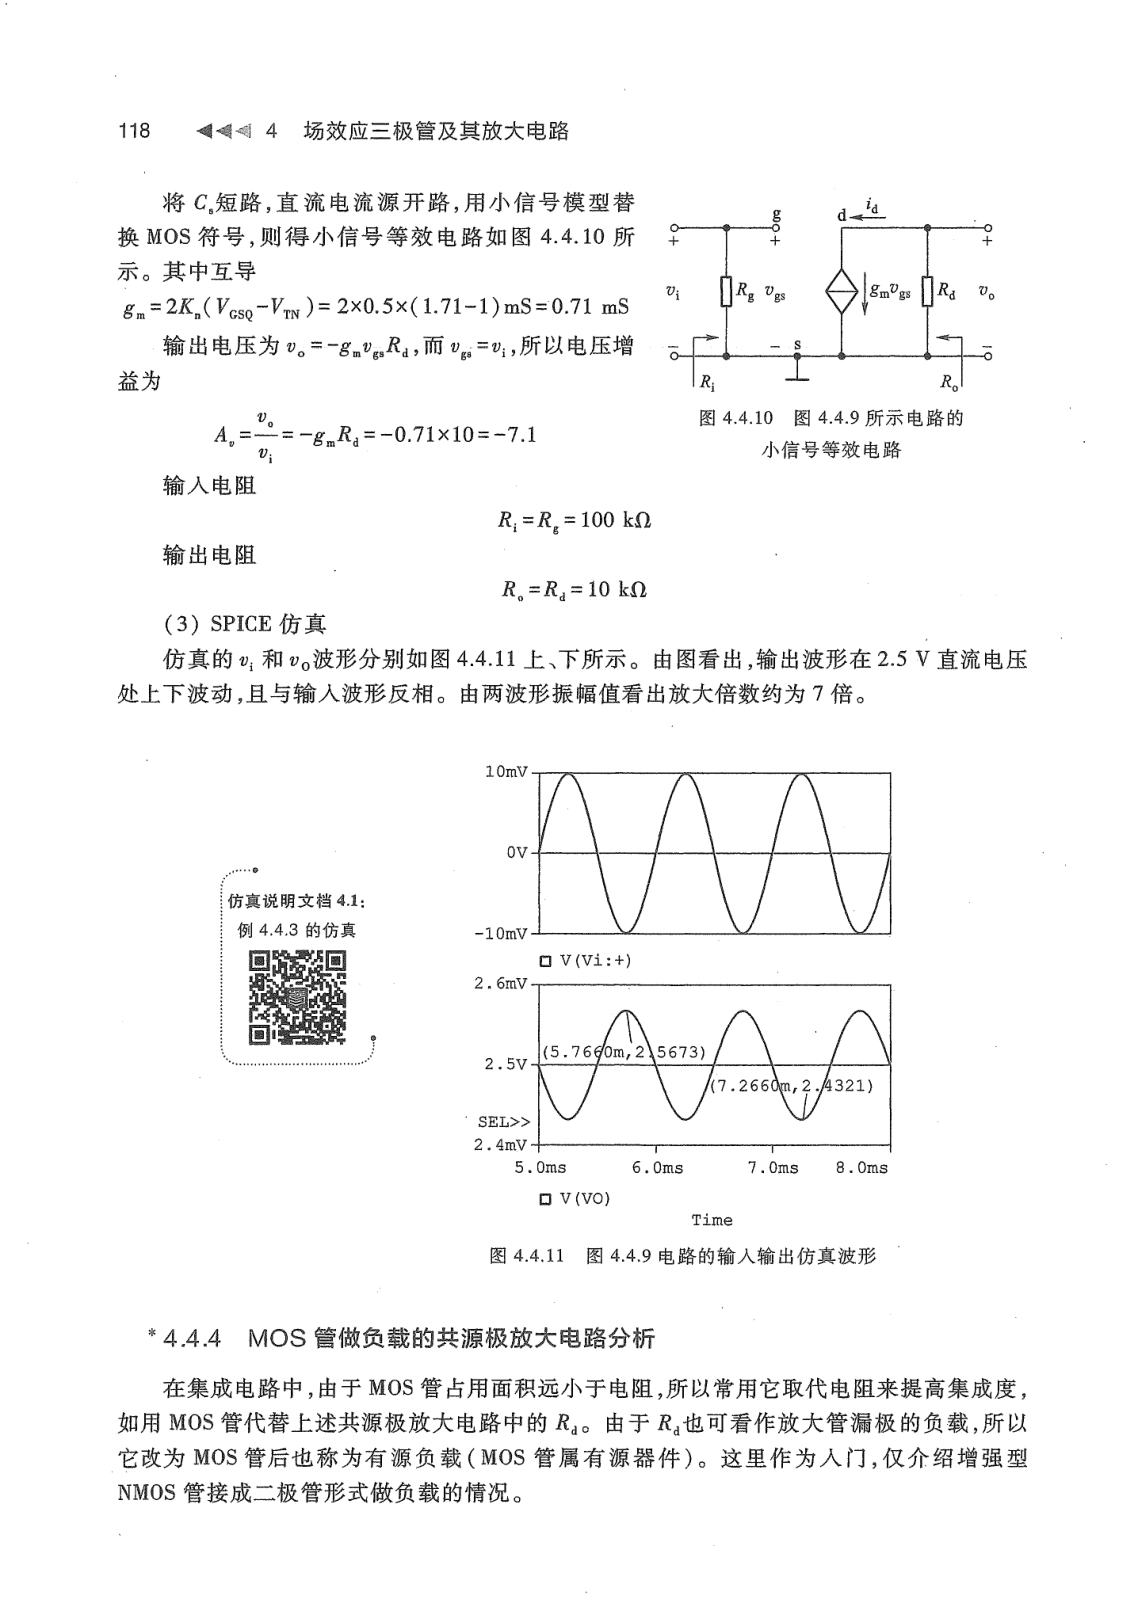 118 4 场效应三极管及其放大电路
将 Cs短路,直流电流源开路,用小信号模型替
换 MOS 符号,则得小信号等效电路如图 4.4.10 所
示。其中互导
gm=2Kn(VGSQ-VTN)=2×0.5×(1.71-1)mS=0.71 mS
输出电压为 vo=-gmvgsRd,而 vgs=vi,所以电压增
益为
Av=vo/vi=-gmRd=-0.71×10=-7.1
g
d
id
+
+
+
vi
Rg
vgs
gmvgs
Rd
vo
-
-
s
-
Ri
Ro
图 4.4.10 图 4.4.9 所示电路的
小信号等效电路
输入电阻
Ri=Rg=100 kΩ
输出电阻
Ro=Rd=10 kΩ
(3) SPICE 仿真
仿真的 vi 和 vo波形分别如图 4.4.11 上、下所示。由图看出,输出波形在 2.5 V 直流电压
处上下波动,且与输入波形反相。由两波形振幅值看出放大倍数约为 7 倍。
仿真说明文档 4.1:
例 4.4.3 的仿真
10mV
0V
-10mV
V(Vi:+)
2.6mV
(5.7660m,2.5673)
2.5V
(7.2660m,2.4321)
SEL>>
2.4mV
5.0ms 6.0ms 7.0ms 8.0ms
V(VO)
Time
图 4.4.11 图 4.4.9 电路的输入输出仿真波形
*4.4.4 MOS 管做负载的共源极放大电路分析
在集成电路中,由于 MOS 管占用面积远小于电阻,所以常用它取代电阻来提高集成度,
如用 MOS 管代替上述共源极放大电路中的 Rd。由于 Rd也可看作放大管漏极的负载,所以
它改为 MOS 管后也称为有源负载(MOS 管属有源器件)。这里作为入门,仅介绍增强型
NMOS 管接成二极管形式做负载的情况。